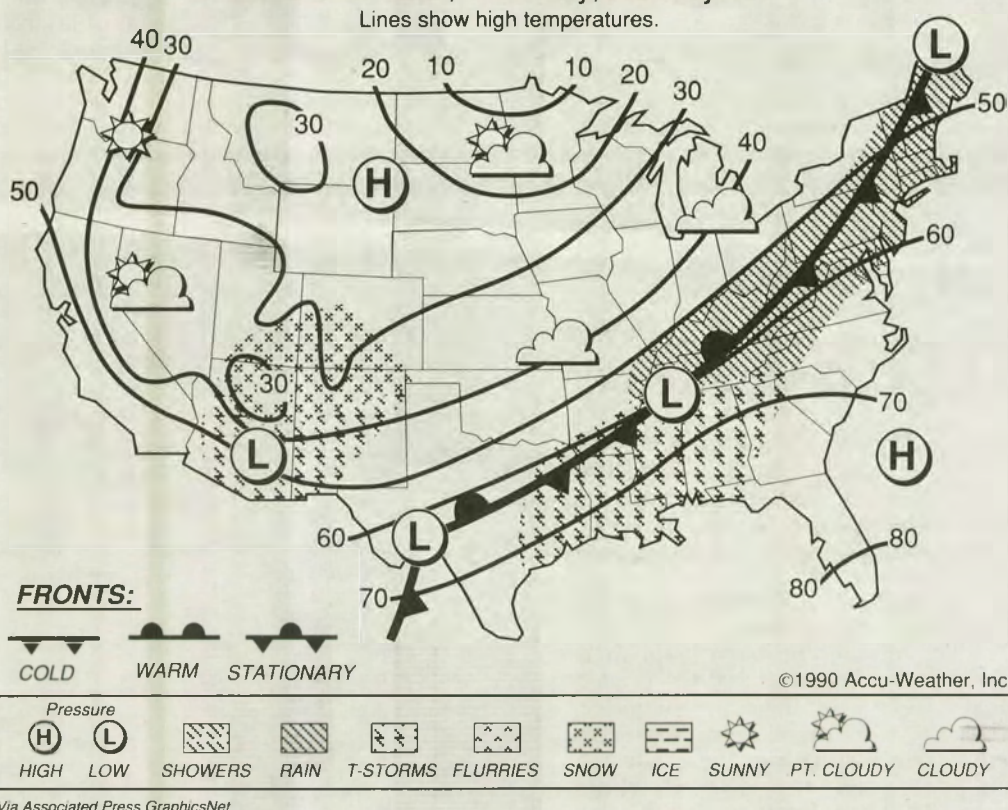 Lines show high temperatures.
40 30
20 10 10 20 30
L
50
30
40
H
50
60
30
L
L
70
H
L
60
80
70
80
FRONTS:
COLD WARM STATIONARY
©1990 Accu-Weather, Inc
Pressure
H L
HIGH LOW SHOWERS RAIN T-STORMS FLURRIES SNOW ICE SUNNY PT. CLOUDY CLOUDY
Via Associated Press GraphicsNet